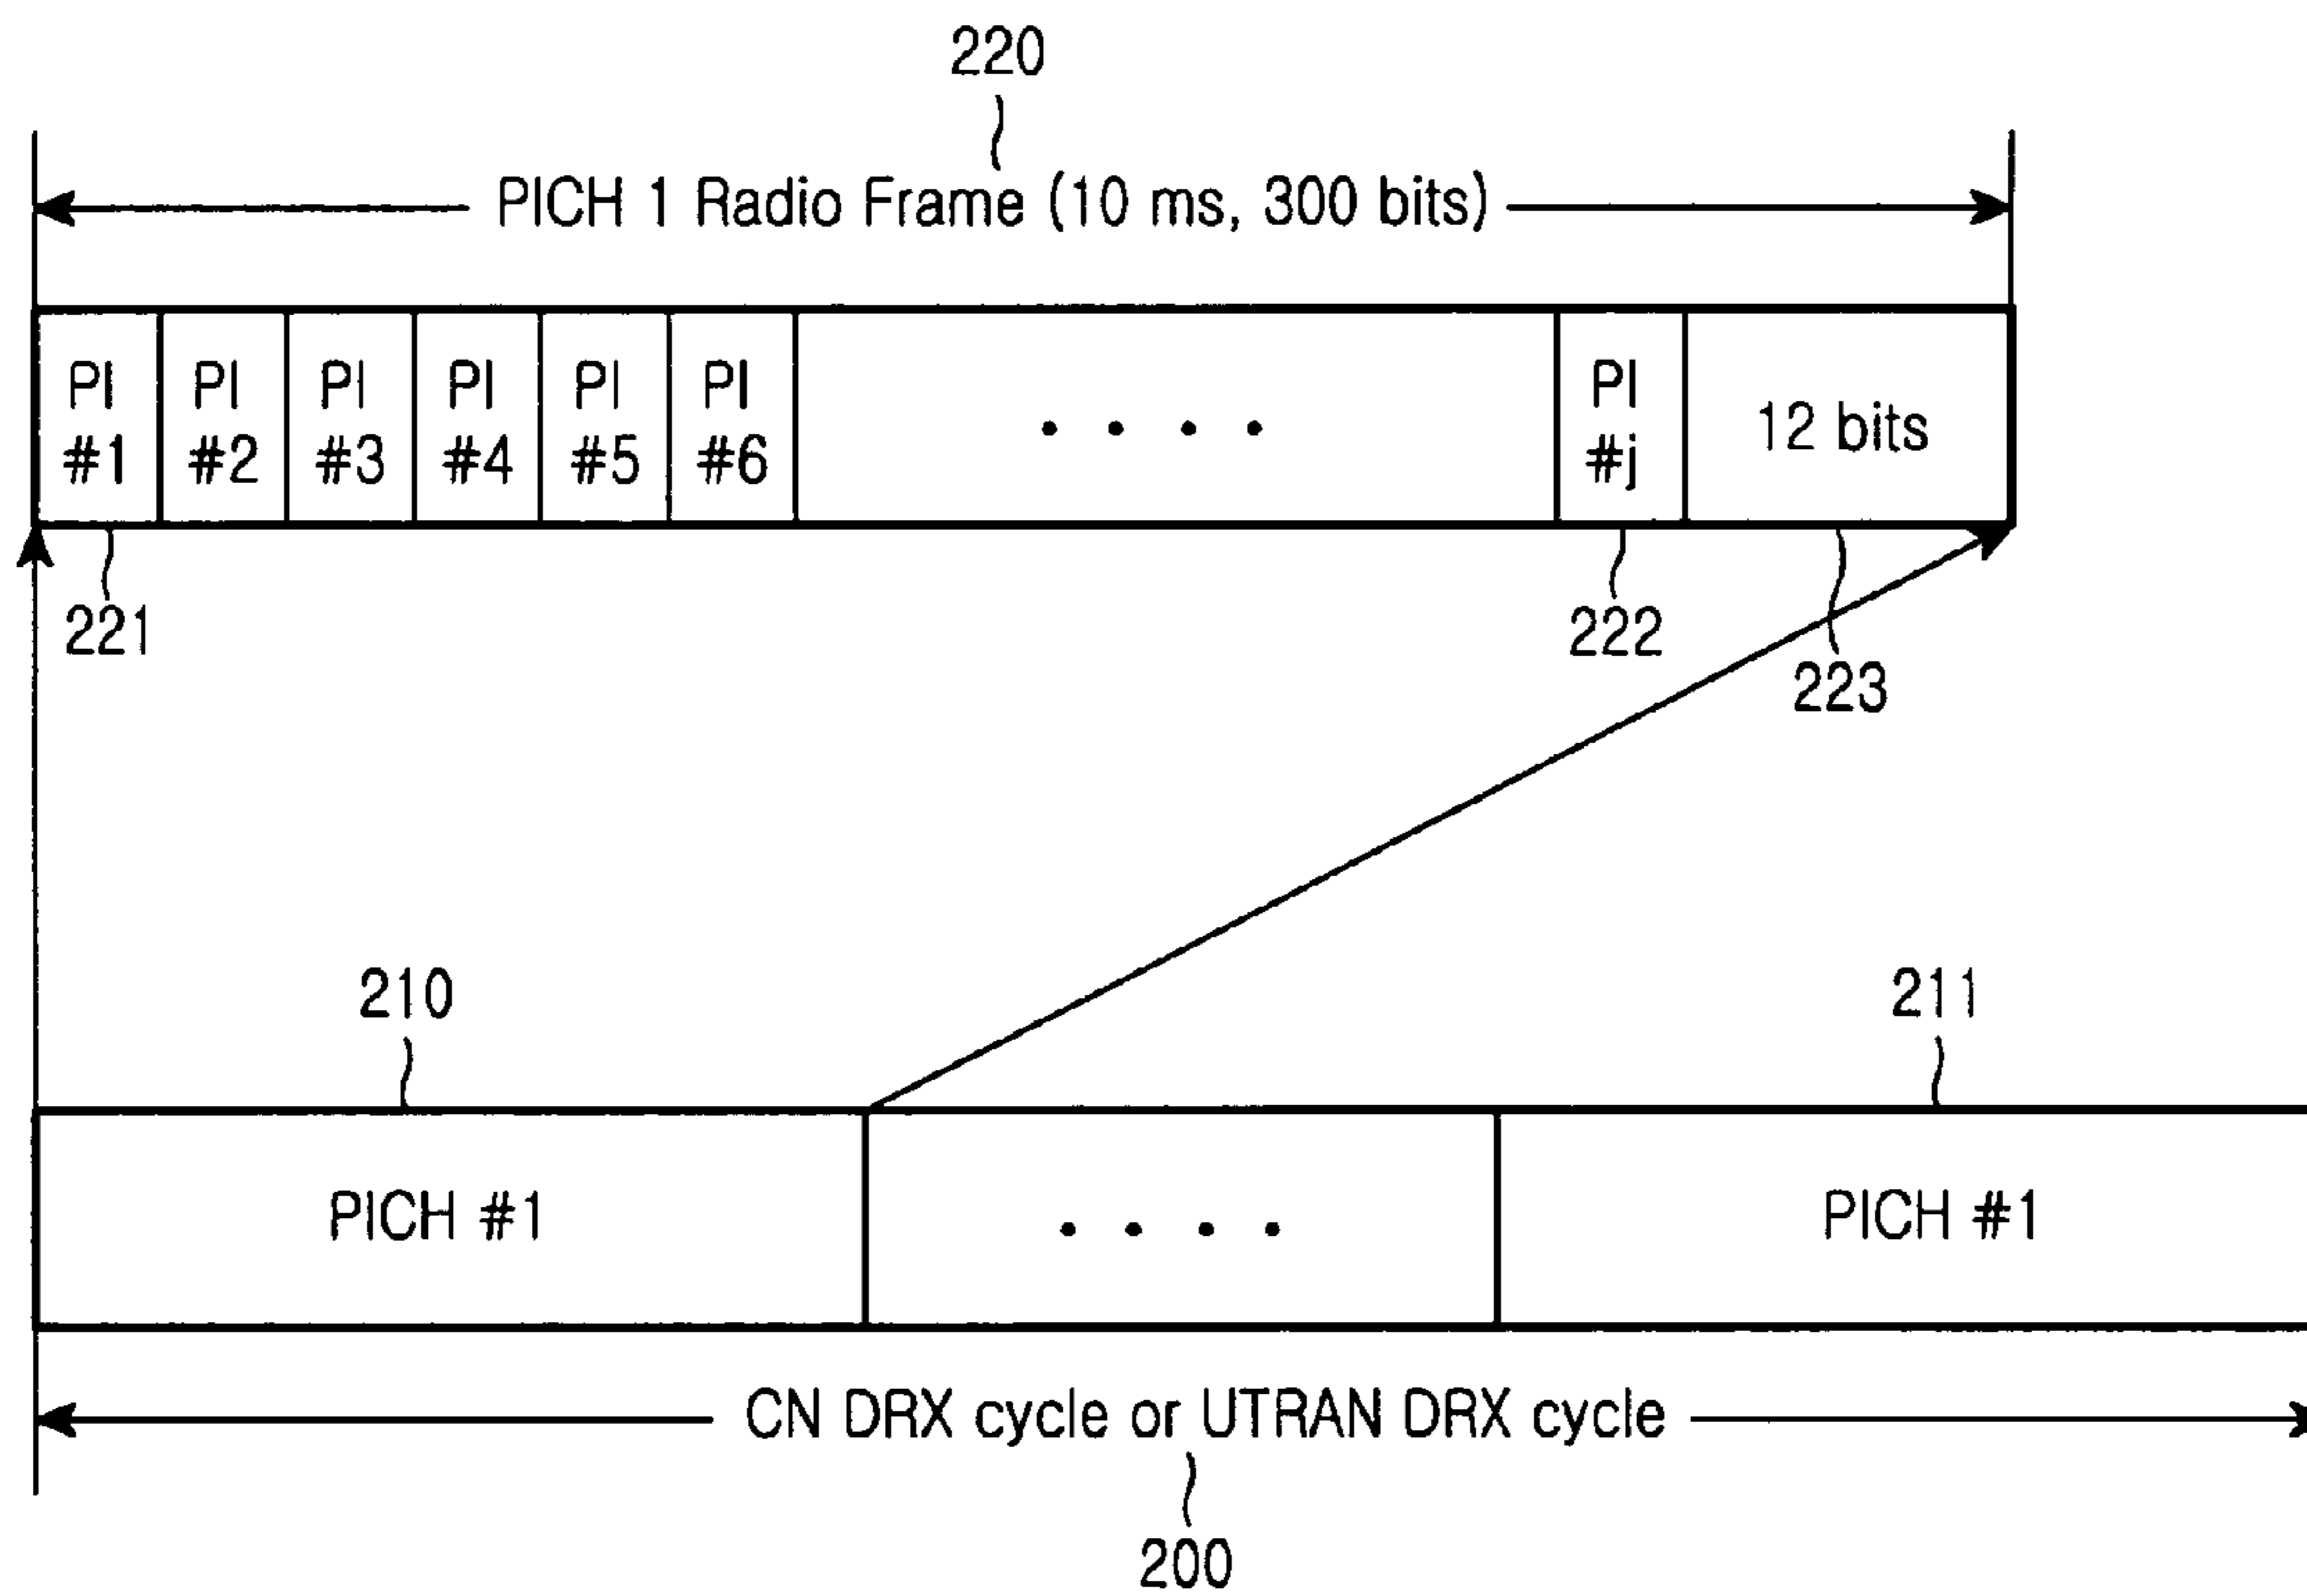 220
PICH 1 Radio Frame (10 ms, 300 bits)
PI #1
PI #2
PI #3
PI #4
PI #5
PI #6
. . . .
PI #j
12 bits
221
222
223
210
211
PICH #1
. . . .
PICH #1
CN DRX cycle or UTRAN DRX cycle
200